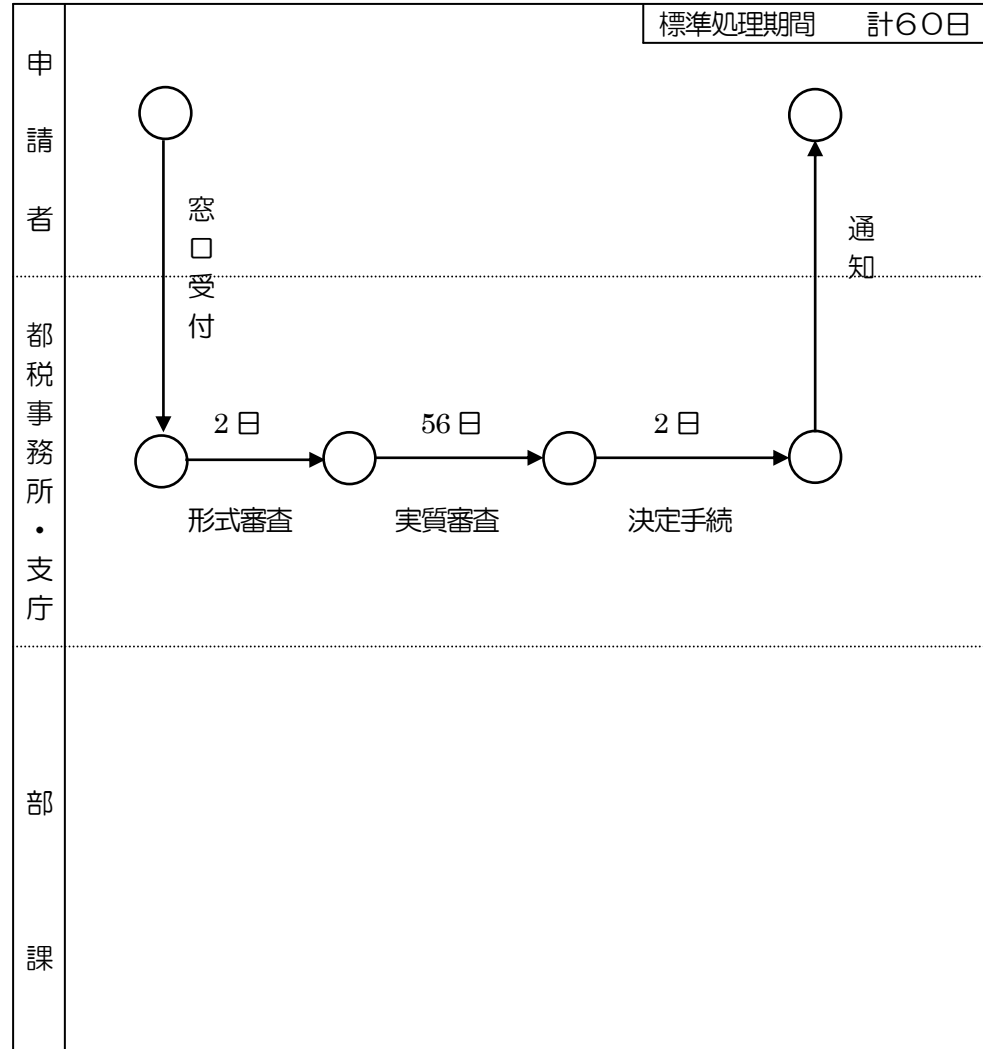 標準処理期間　計60日
申請者
窓口受付
通知
都税事務所・支庁
2日
56日
2日
形式審査
実質審査
決定手続
部課